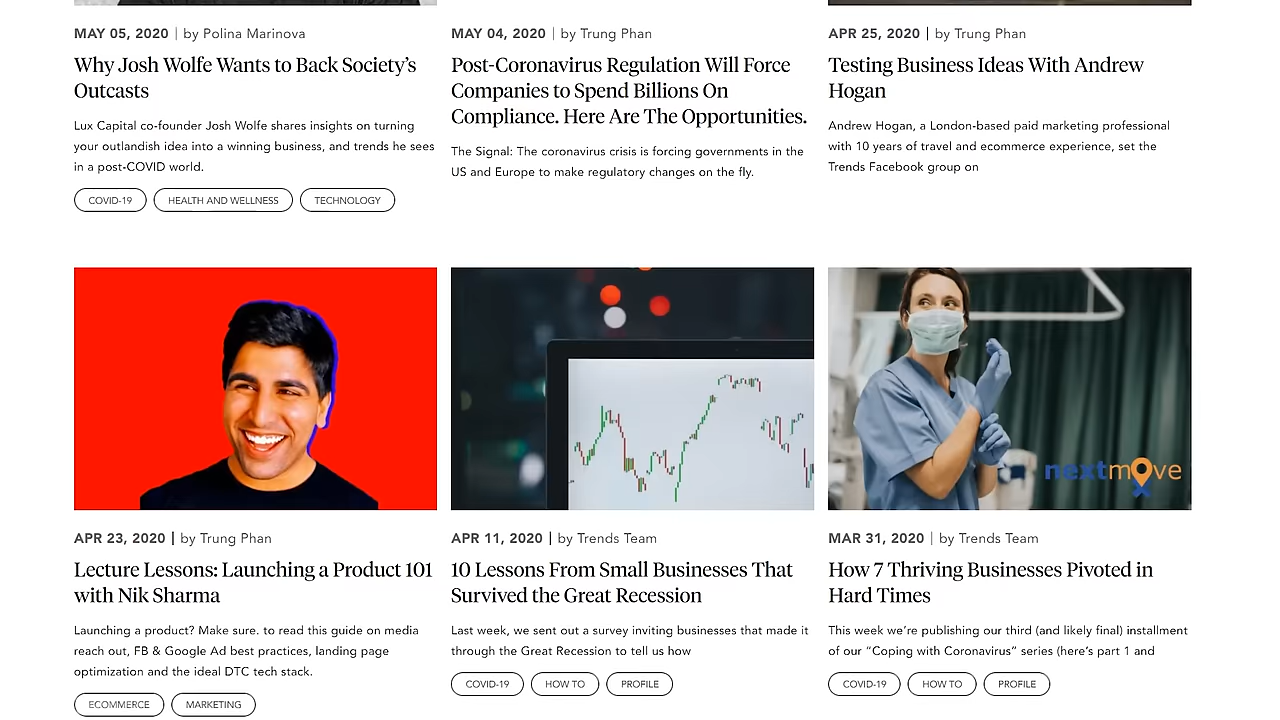 MAY 05, 2020 | by Polina Marinova
Why Josh Wolfe Wants to Back Society's
Outcasts
Lux Capital co-founder Josh Wolfe shares insights on turning
your outlandish idea into a winning business, and trends he sees
in a post-COVID world.
COVID-19 HEALTH AND WELLNESS TECHNOLOGY
MAY 04, 2020 | by Trung Phan
Post-Coronavirus Regulation Will Force
Companies to Spend Billions On
Compliance. Here Are The Opportunities.
The Signal: The coronavirus crisis is forcing governments in the
US and Europe to make regulatory changes on the fly.
APR 25, 2020 | by Trung Phan
Testing Business Ideas With Andrew
Hogan
Andrew Hogan, a London-based paid marketing professional
with 10 years of travel and ecommerce experience, set the
Trends Facebook group on
nextmove
APR 23, 2020 | by Trung Phan
Lecture Lessons: Launching a Product 101
with Nik Sharma
Launching a product? Make sure. to read this guide on media
reach out, FB & Google Ad best practices, landing page
optimization and the ideal DTC tech stack.
ECOMMERCE MARKETING
APR 11, 2020 | by Trends Team
10 Lessons From Small Businesses That
Survived the Great Recession
Last week, we sent out a survey inviting businesses that made it
through the Great Recession to tell us how
COVID-19 HOW TO PROFILE
MAR 31, 2020 | by Trends Team
How 7 Thriving Businesses Pivoted in
Hard Times
This week we're publishing our third (and likely final) installment
of our "Coping with Coronavirus" series (here's part 1 and
COVID-19 HOW TO PROFILE